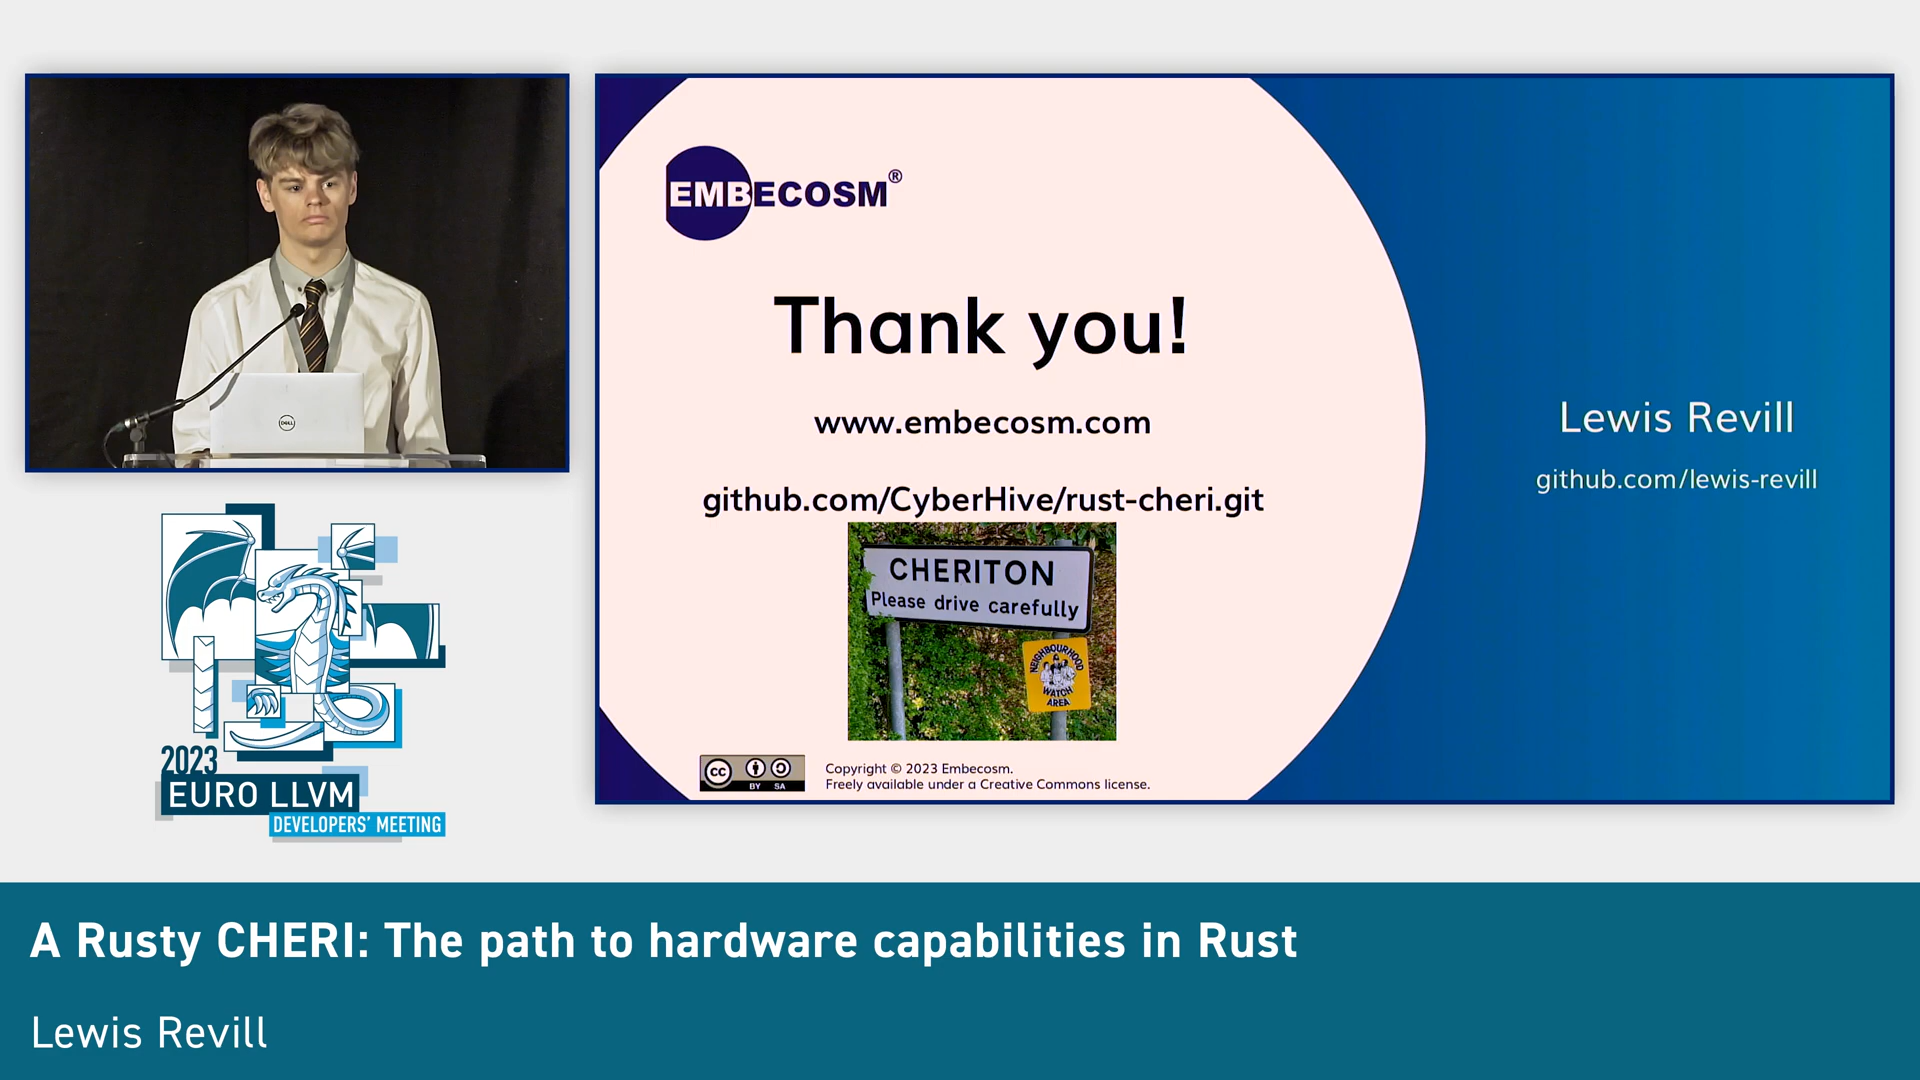 EMBECOSM®
Thank you!
www.embecosm.com
github.com/CyberHive/rust-cheri.git
CHERITON
Please drive carefully
NEIGHBOURHOOD
WATCH
AREA
cc
BY SA
Copyright © 2023 Embecosm.
Freely available under a Creative Commons license.
Lewis Revill
github.com/lewis-revill
DELL
2023
EURO LLVM
DEVELOPERS' MEETING
A Rusty CHERI: The path to hardware capabilities in Rust
Lewis Revill